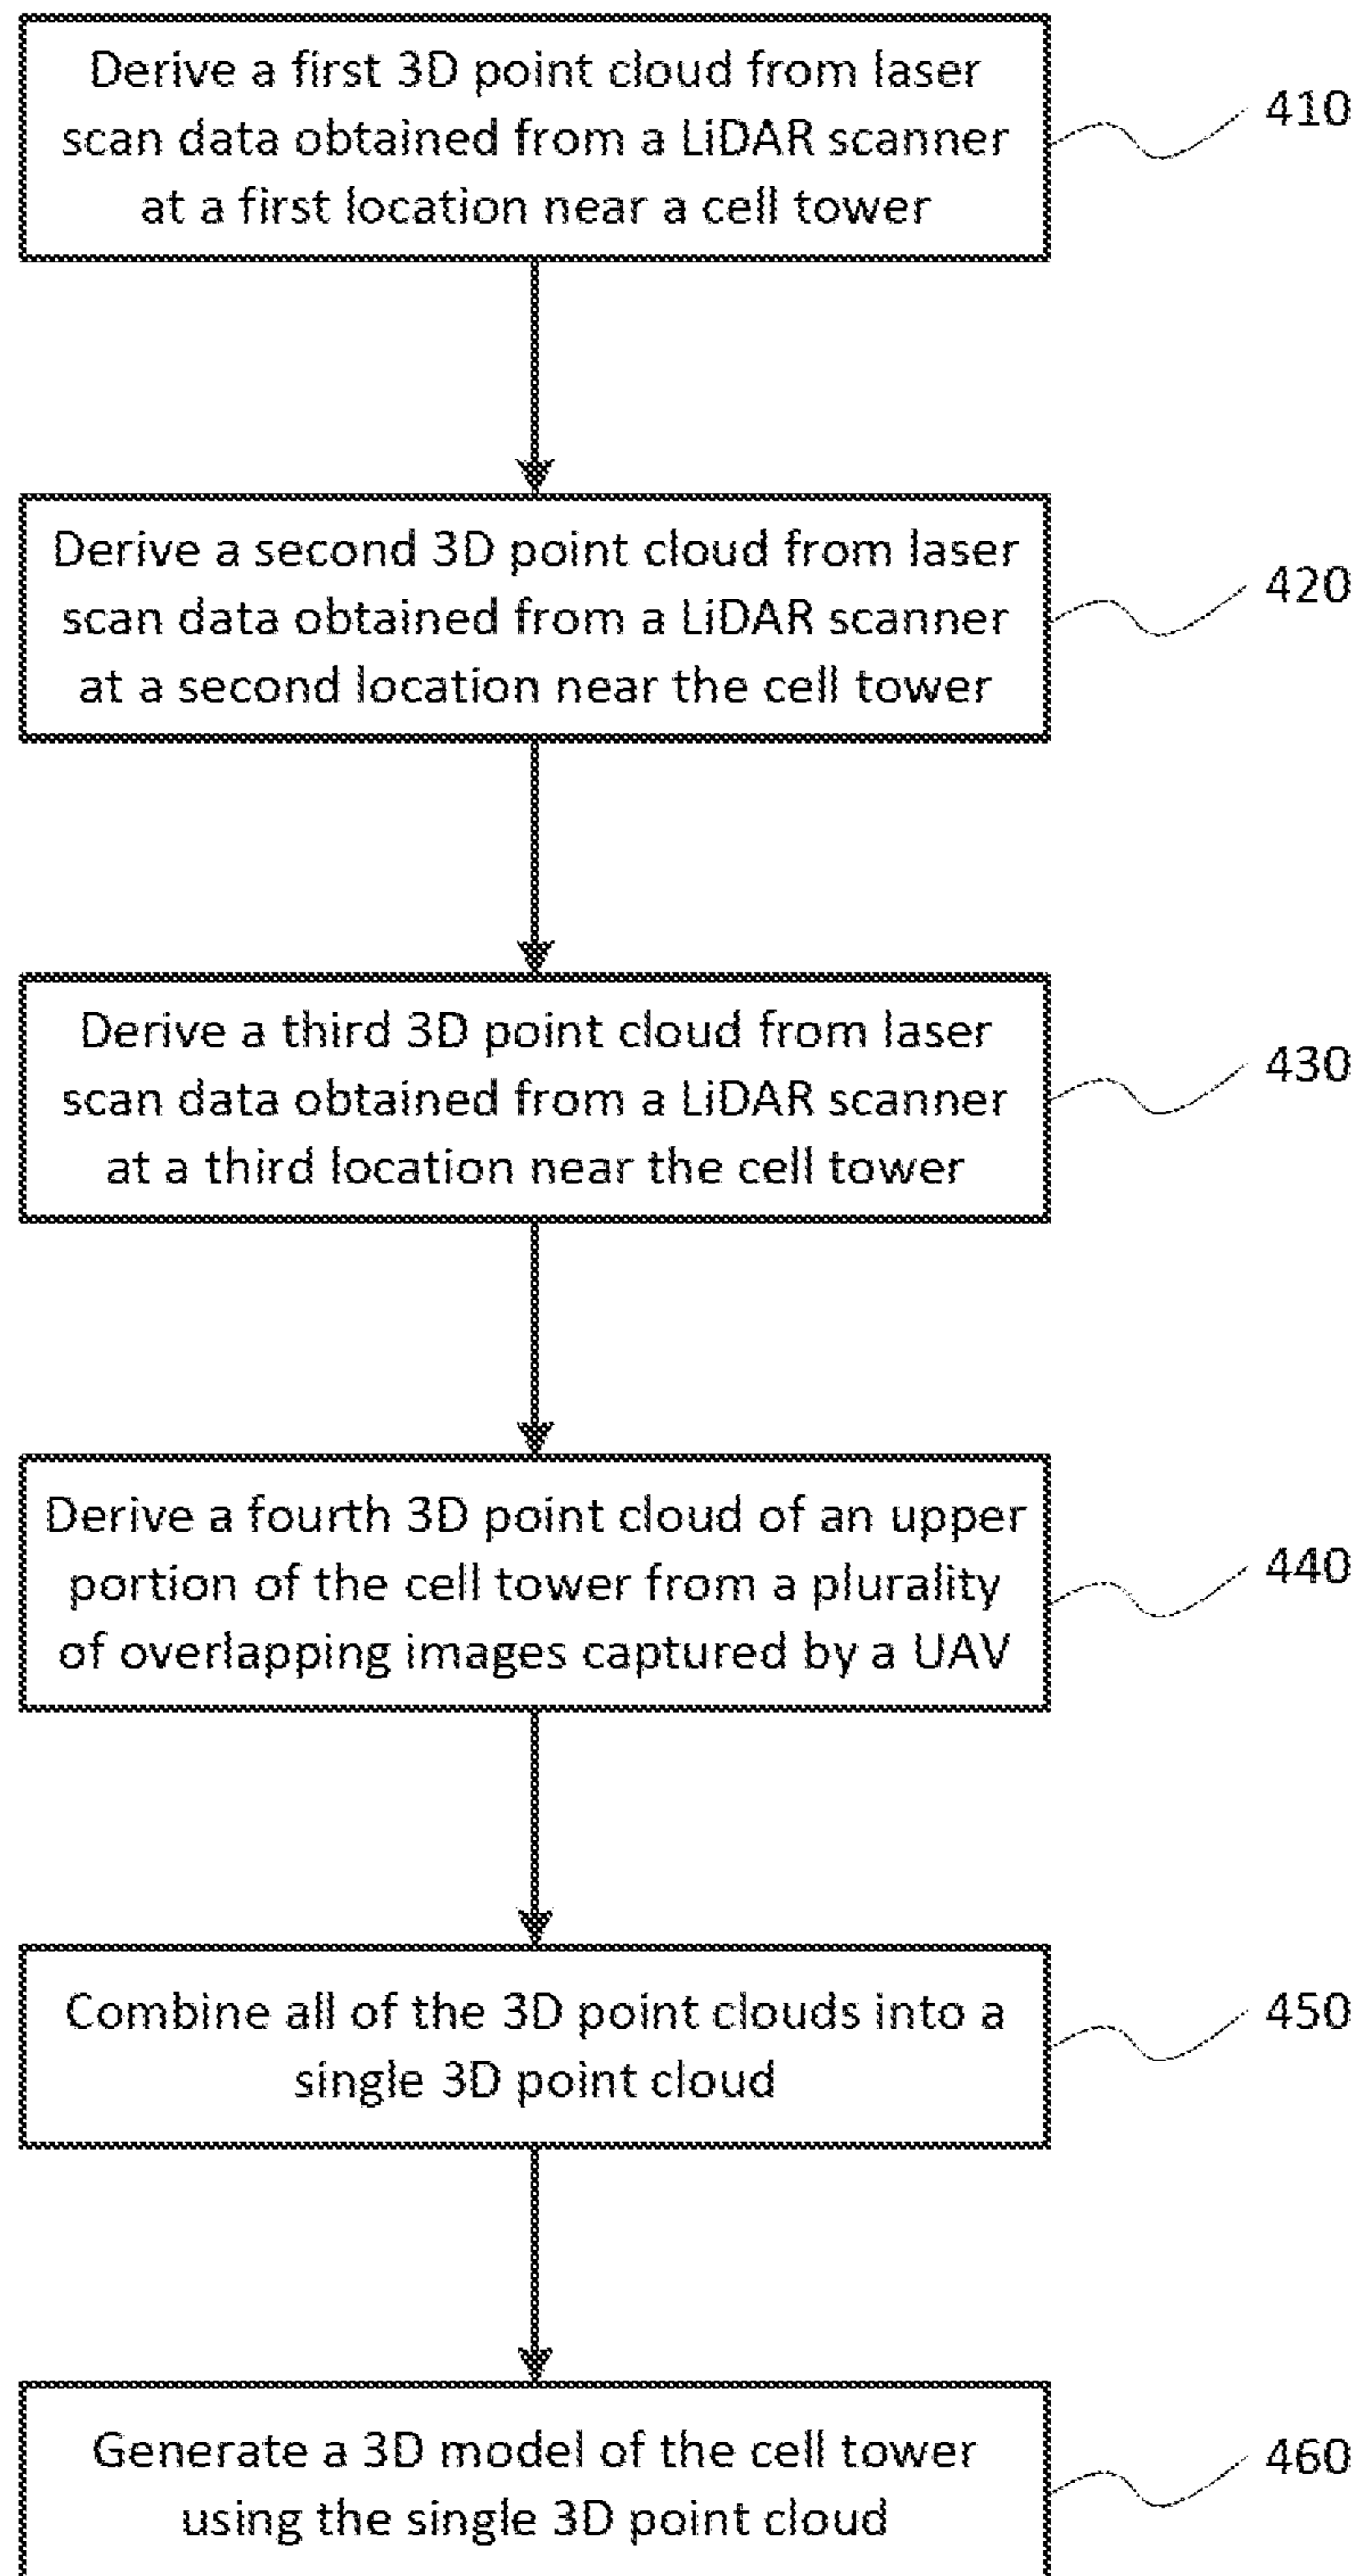 Derive a first 3D point cloud from laser
scan data obtained from a LiDAR scanner
at a first location near a cell tower
410
Derive a second 3D point cloud from laser
scan data obtained from a LiDAR scanner
at a second location near the cell tower
420
Derive a third 3D point cloud from laser
scan data obtained from a LiDAR scanner
at a third location near the cell tower
430
Derive a fourth 3D point cloud of an upper
portion of the cell tower from a plurality
of overlapping images captured by a UAV
440
Combine all of the 3D point clouds into a
single 3D point cloud
450
Generate a 3D model of the cell tower
using the single 3D point cloud
460